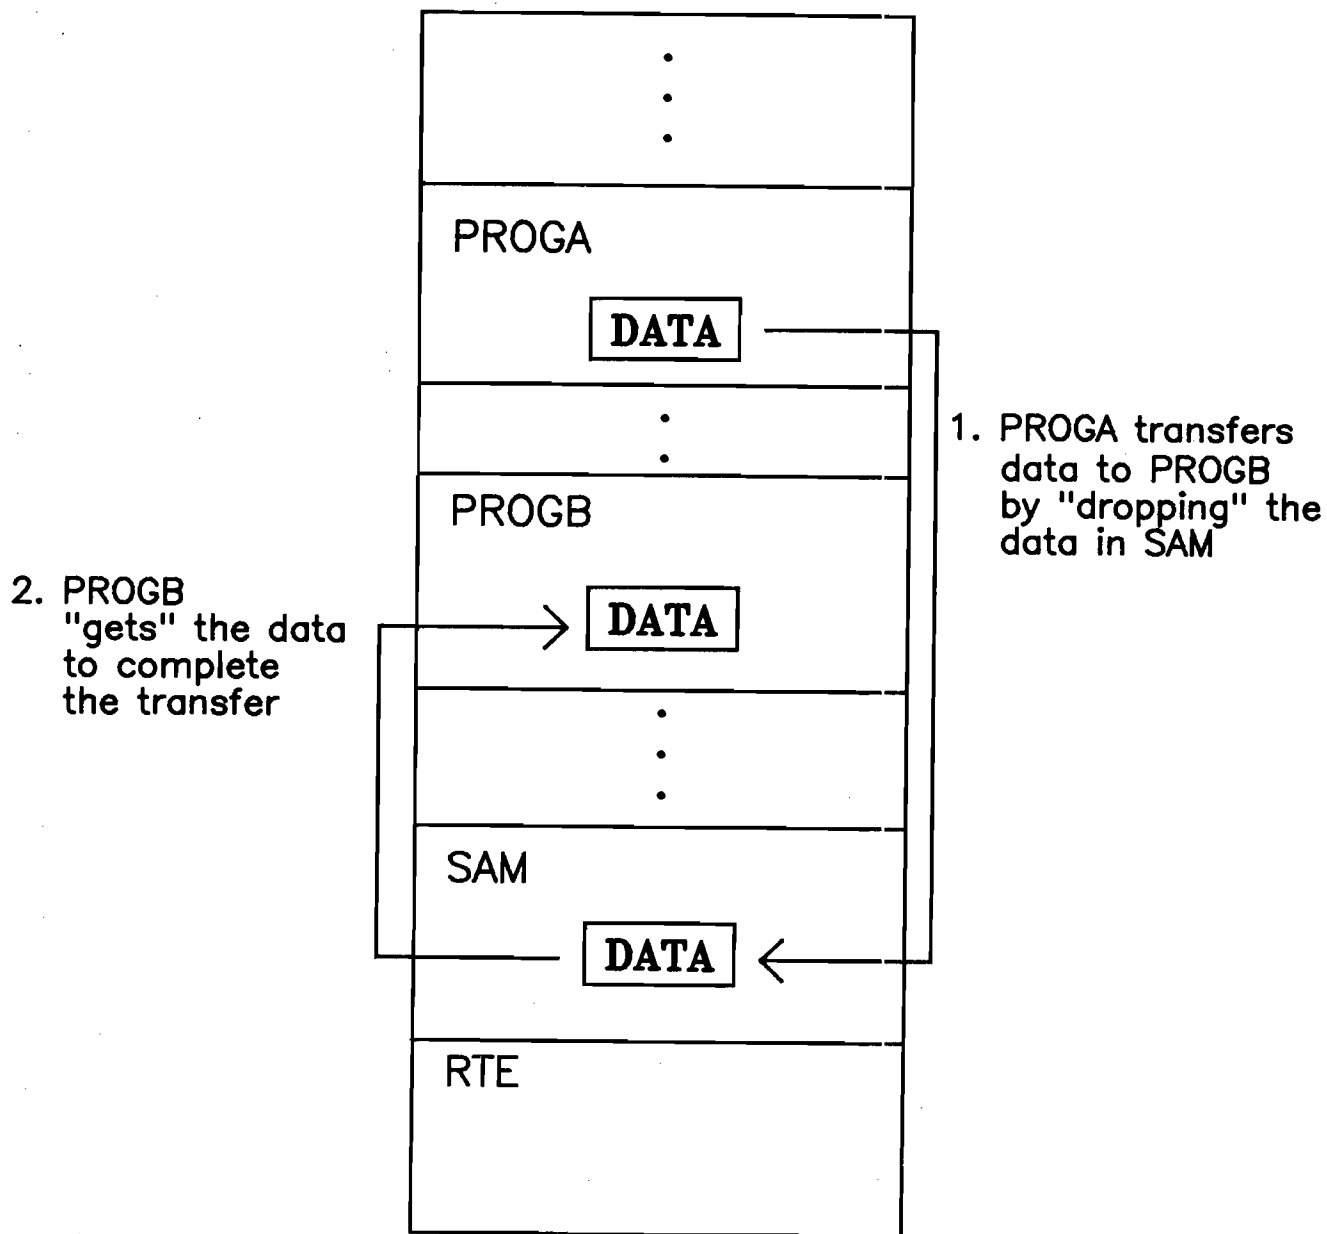 PROGA
DATA
1. PROGA transfers
data to PROGB
by "dropping" the
data in SAM
PROGB
DATA
2. PROGB
"gets" the data
to complete
the transfer
SAM
DATA
RTE